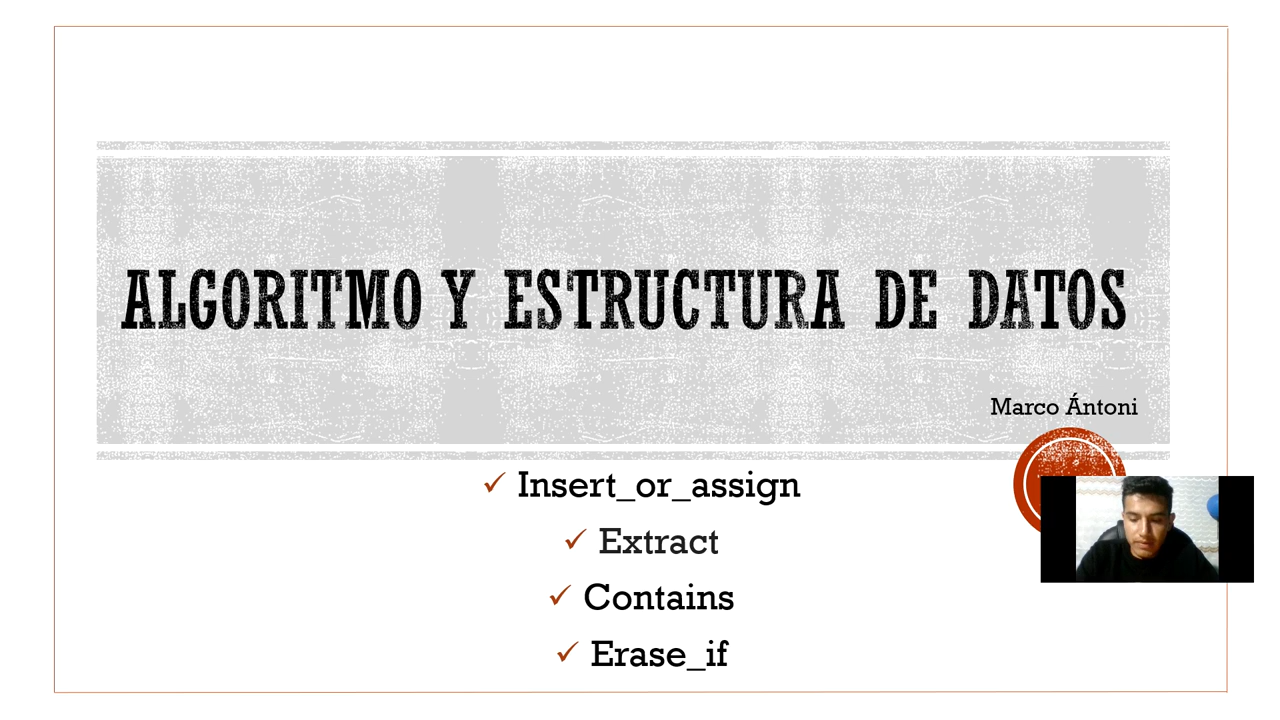 ALGORITMO Y ESTRUCTURA DE DATOS
Marco Ántoni
✓ Insert_or_assign
✓ Extract
✓ Contains
✓ Erase_if